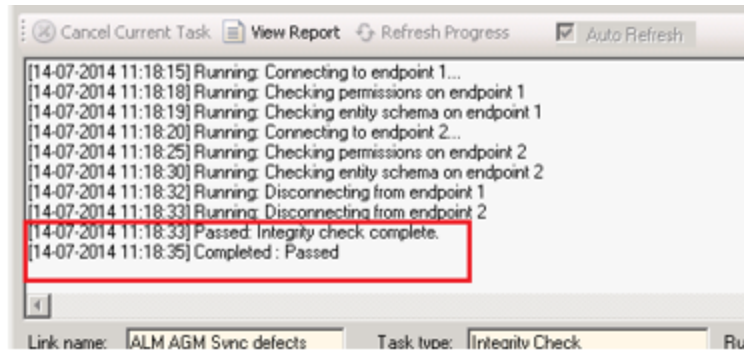 Cancel Current Task View Report Refresh Progress Auto Refresh
[14-07-2014 11:18:15] Running: Connecting to endpoint 1...
[14-07-2014 11:18:18] Running: Checking permissions on endpoint 1
[14-07-2014 11:18:19] Running: Checking entity schema on endpoint 1
[14-07-2014 11:18:20] Running: Connecting to endpoint 2...
[14-07-2014 11:18:25] Running: Checking permissions on endpoint 2
[14-07-2014 11:18:30] Running: Checking entity schema on endpoint 2
[14-07-2014 11:18:32] Running: Disconnecting from endpoint 1
[14-07-2014 11:18:33] Running: Disconnecting from endpoint 2
[14-07-2014 11:18:33] Passed: Integrity check complete.
[14-07-2014 11:18:35] Completed : Passed
Link name: ALM AGM Sync defects Task type: Integrity Check Ru